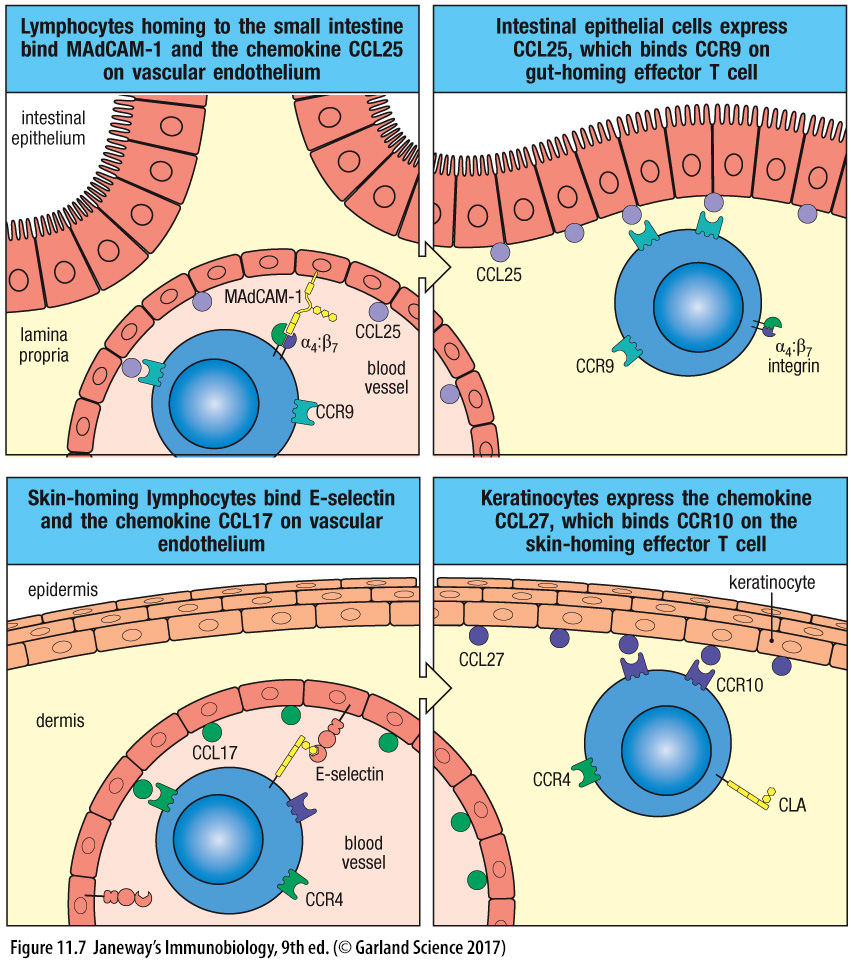 Lymphocytes homing to the small intestine
bind MAdCAM-1 and the chemokine CCL25
on vascular endothelium
intestinal
epithelium
MAdCAM-1
CCL25
lamina
propria
α4:β7
blood
vessel
CCR9
Intestinal epithelial cells express
CCL25, which binds CCR9 on
gut-homing effector T cell
CCL25
CCR9
α4:β7
integrin
Skin-homing lymphocytes bind E-selectin
and the chemokine CCL17 on vascular
endothelium
epidermis
dermis
CCL17
E-selectin
blood
vessel
CCR4
Keratinocytes express the chemokine
CCL27, which binds CCR10 on the
skin-homing effector T cell
keratinocyte
CCL27
CCR10
CCR4
CLA
Figure 11.7 Janeway's Immunobiology, 9th ed. (© Garland Science 2017)